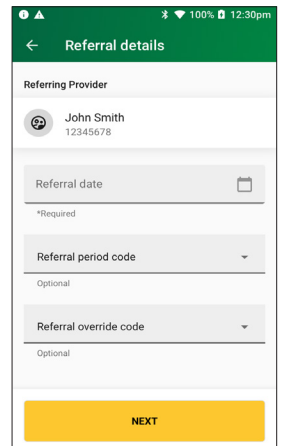 100% 12:30pm
Referral details
Referring Provider
John Smith
12345678
Referral date
*Required
Referral period code
Optional
Referral override code
Optional
NEXT